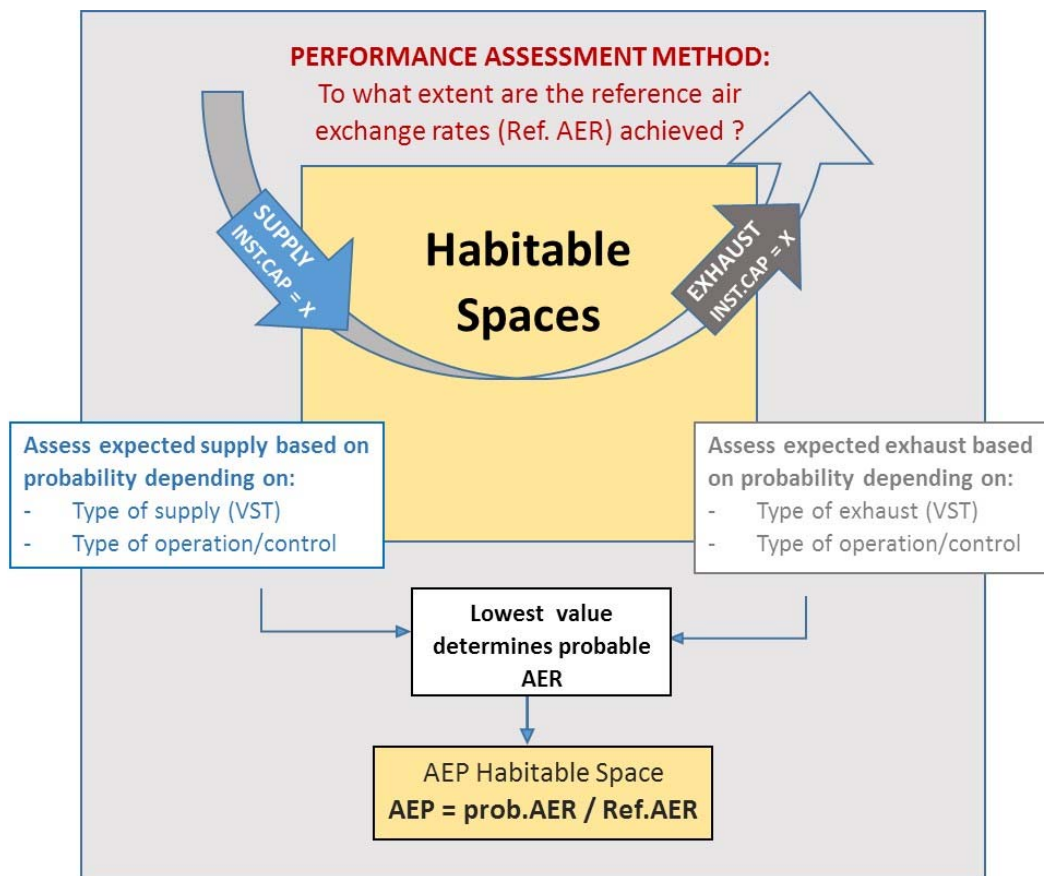 PERFORMANCE ASSESSMENT METHOD:
To what extent are the reference air
exchange rates (Ref. AER) achieved ?
SUPPLY
INST.CAP = X
EXHAUST
INST.CAP = X
Habitable
Spaces
Assess expected supply based on
probability depending on:
- Type of supply (VST)
- Type of operation/control
Assess expected exhaust based
on probability depending on:
- Type of exhaust (VST)
- Type of operation/control
Lowest value
determines probable
AER
AEP Habitable Space
AEP = prob.AER / Ref.AER